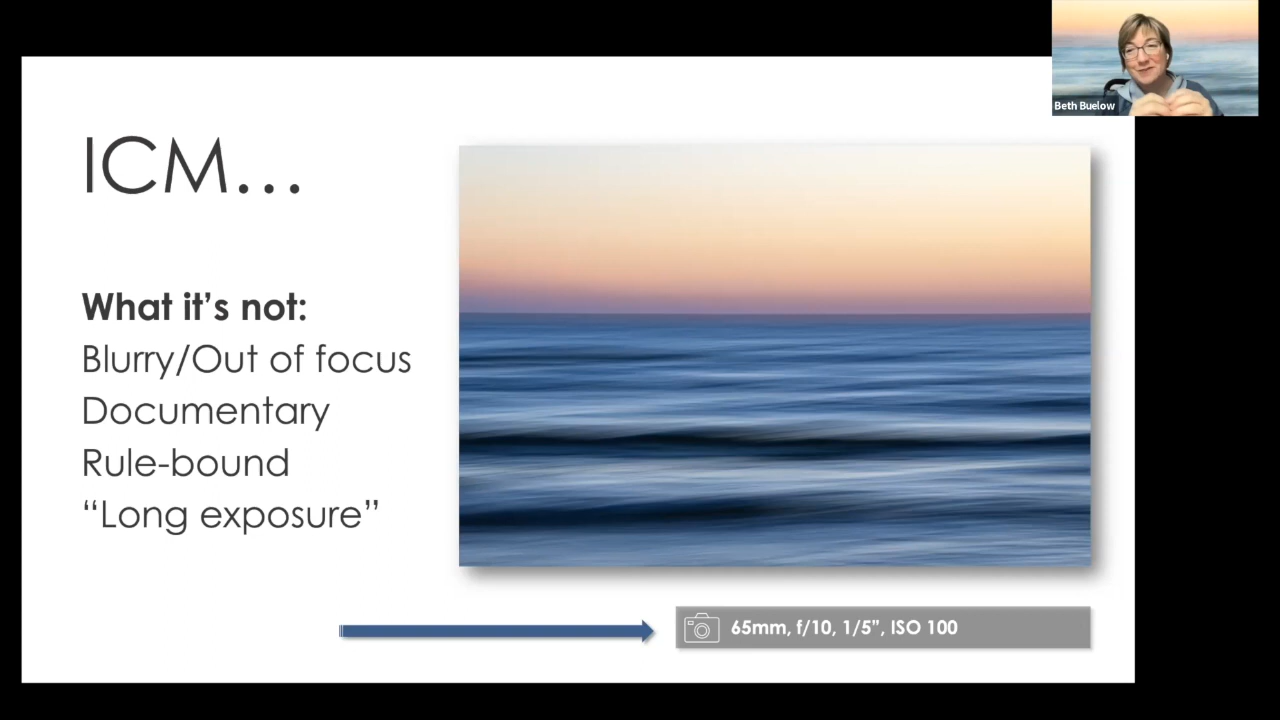 Beth Buelow
ICM...
What it’s not:
Blurry/Out of focus
Documentary
Rule-bound
“Long exposure”
65mm, f/10, 1/5”, ISO 100